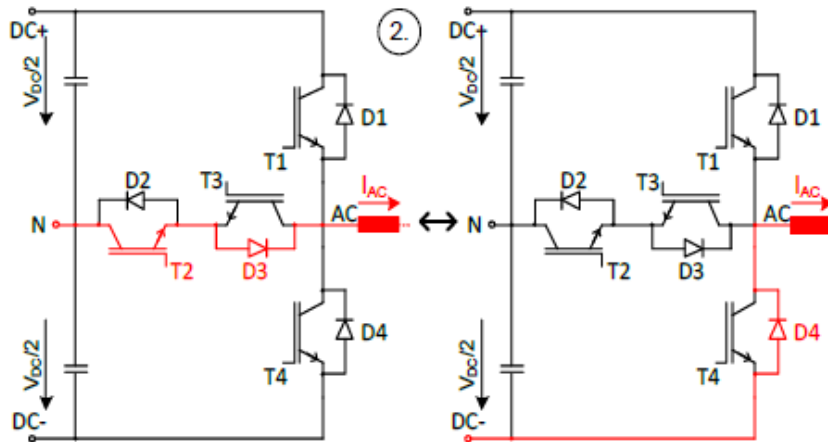 DC+
2.
DC+
V_DC/2
D1
V_DC/2
D1
T1
T1
D2
T3
I_AC
D2
T3
I_AC
N
AC
N
AC
T2
D3
T2
D3
V_DC/2
D4
V_DC/2
D4
T4
T4
DC-
DC-